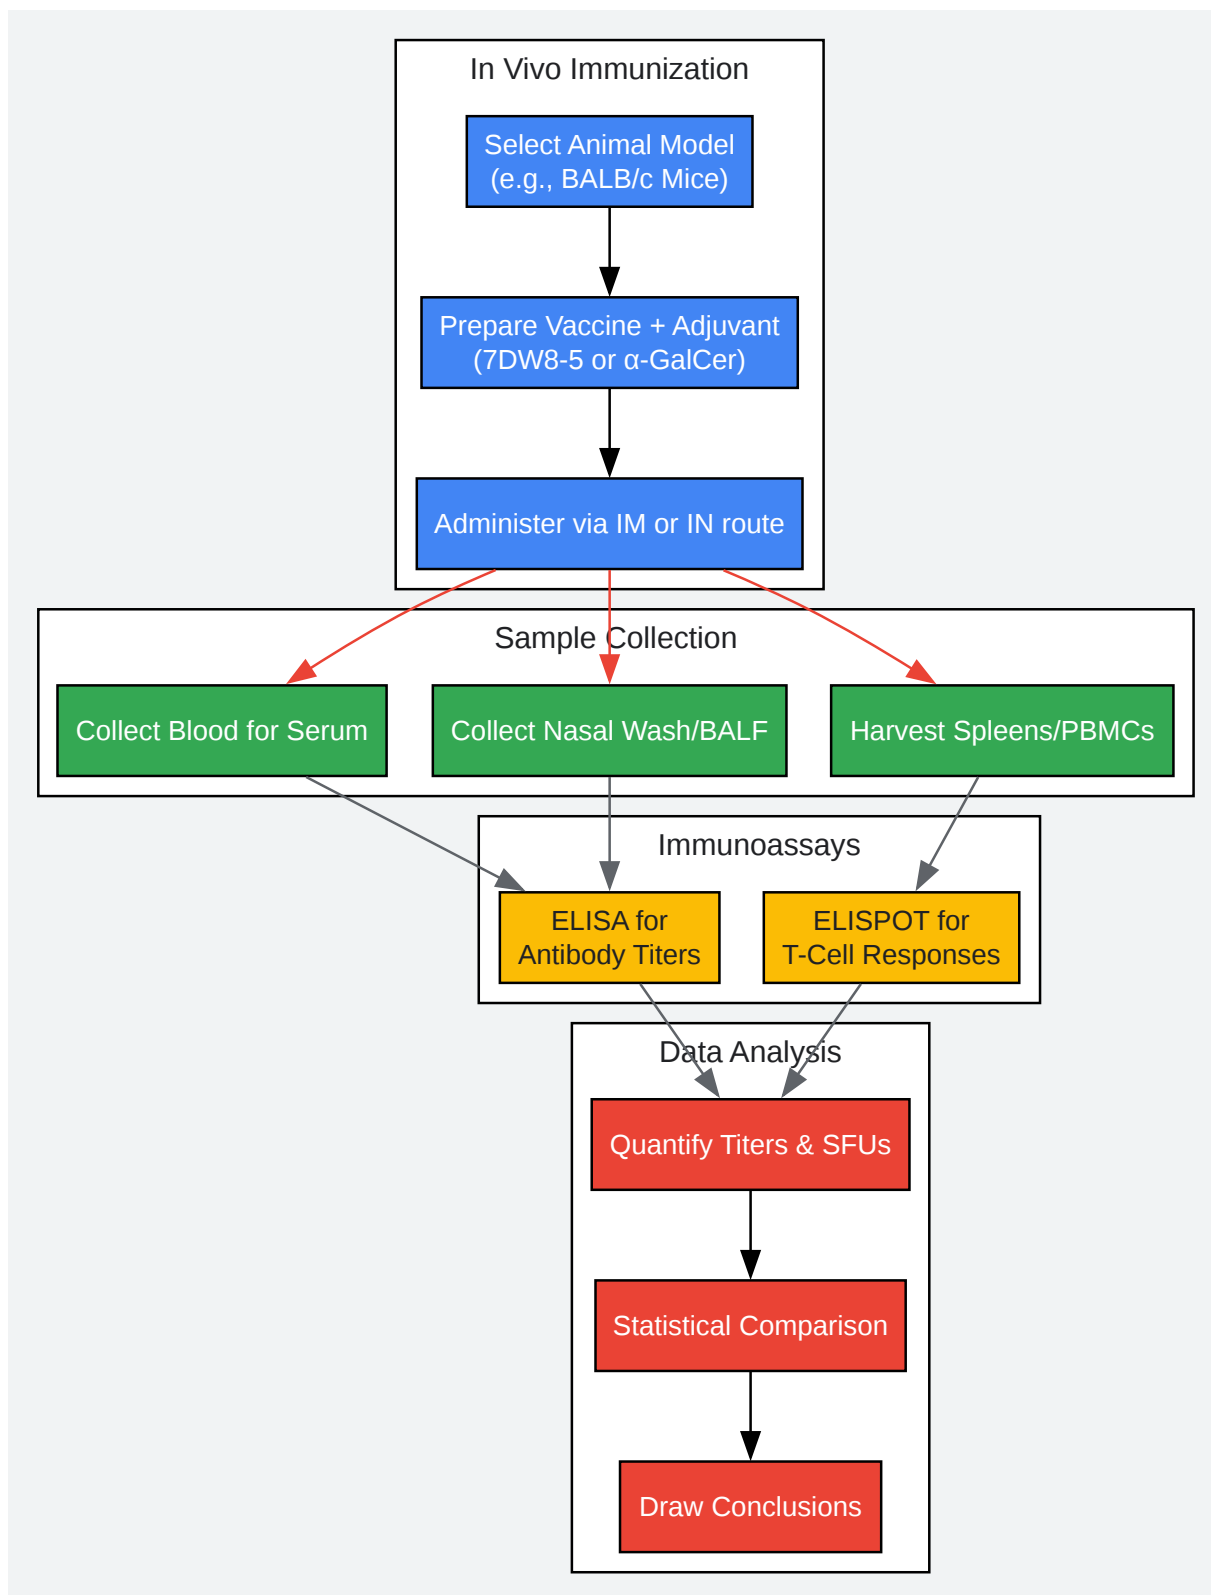 In Vivo Immunization
Select Animal Model
(e.g., BALB/c Mice)
Prepare Vaccine + Adjuvant
(7DW8-5 or α-GalCer)
Administer via IM or IN route
Sample Collection
Collect Blood for Serum
Collect Nasal Wash/BALF
Harvest Spleens/PBMCs
Immunoassays
ELISA for
Antibody Titers
ELISPOT for
T-Cell Responses
Data Analysis
Quantify Titers & SFUs
Statistical Comparison
Draw Conclusions